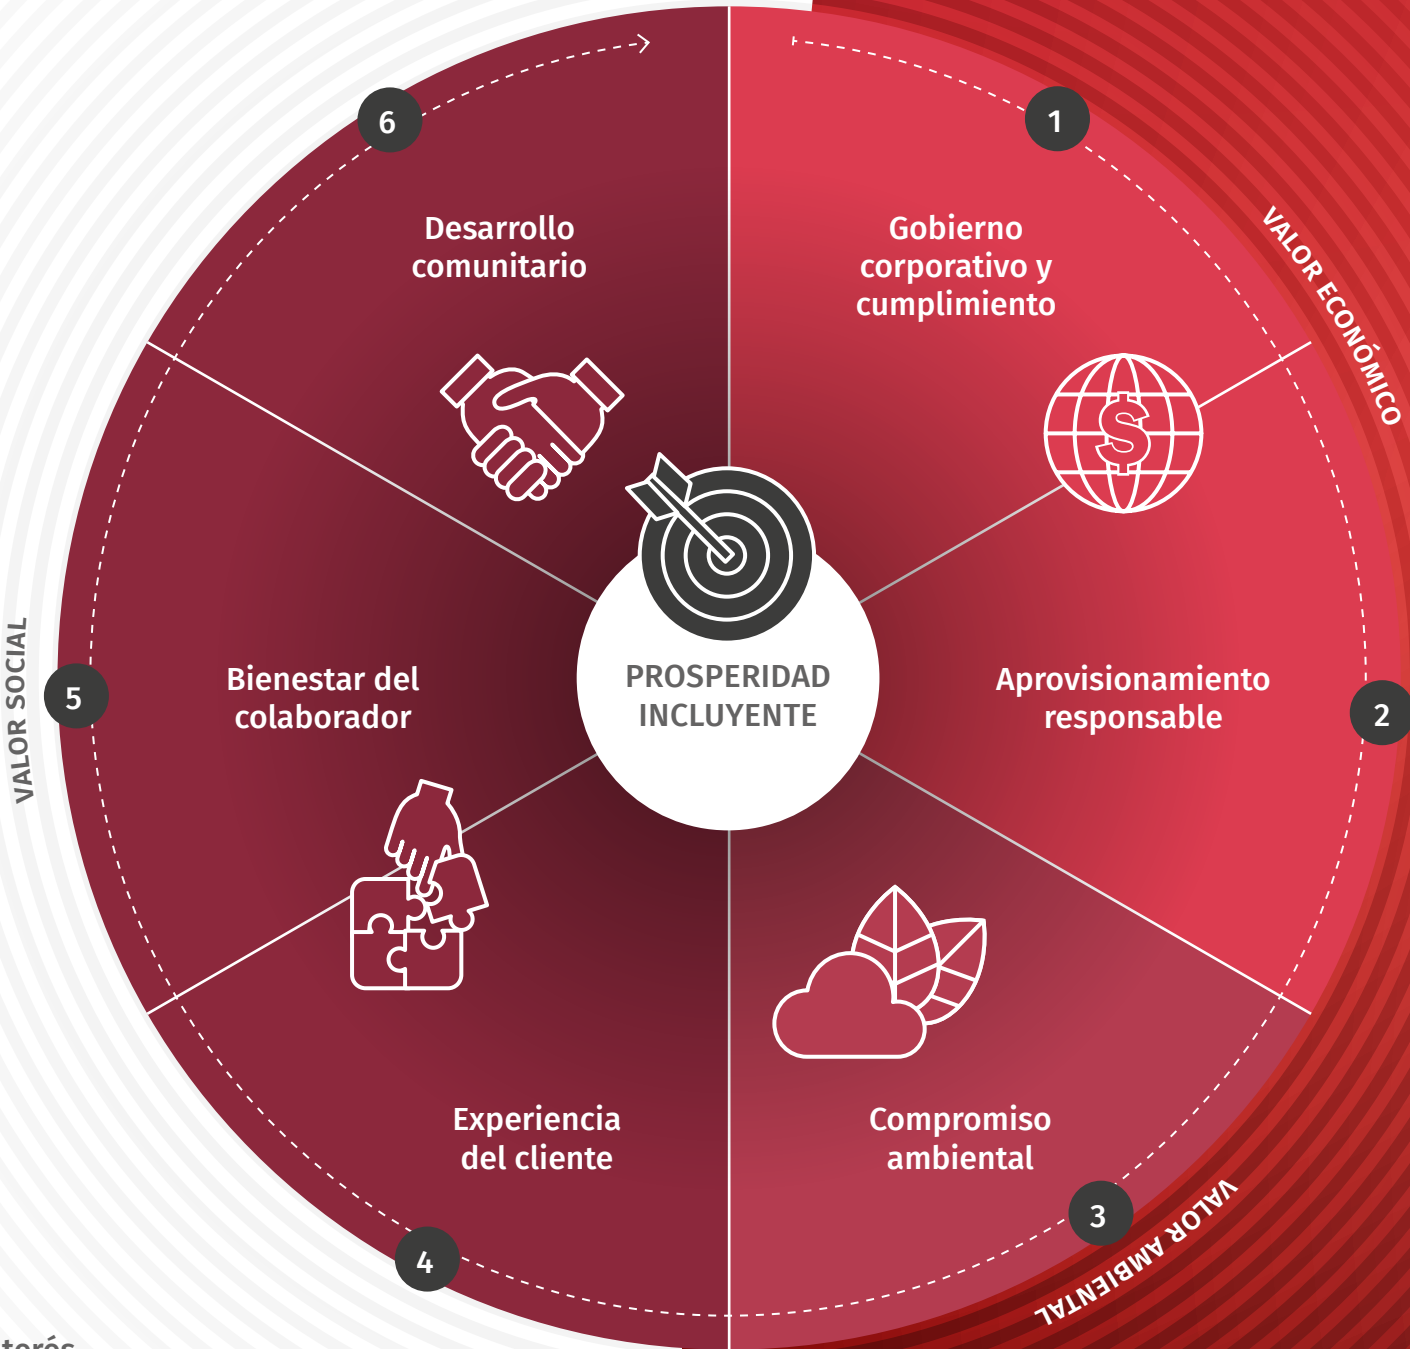 1
Gobierno
corporativo y
cumplimiento
VALOR ECONÓMICO
$
2
Aprovisionamiento
responsable
3
Compromiso
ambiental
VALOR AMBIENTAL
4
Experiencia
del cliente
5
Bienestar del
colaborador
VALOR SOCIAL
6
Desarrollo
comunitario
PROSPERIDAD
INCLUYENTE